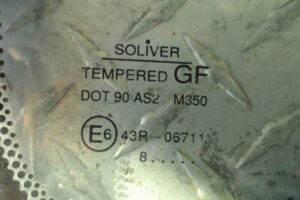 SOLIVER
TEMPERED GF
DOT 90 AS2 M350
E6 43R - 06711
8.....